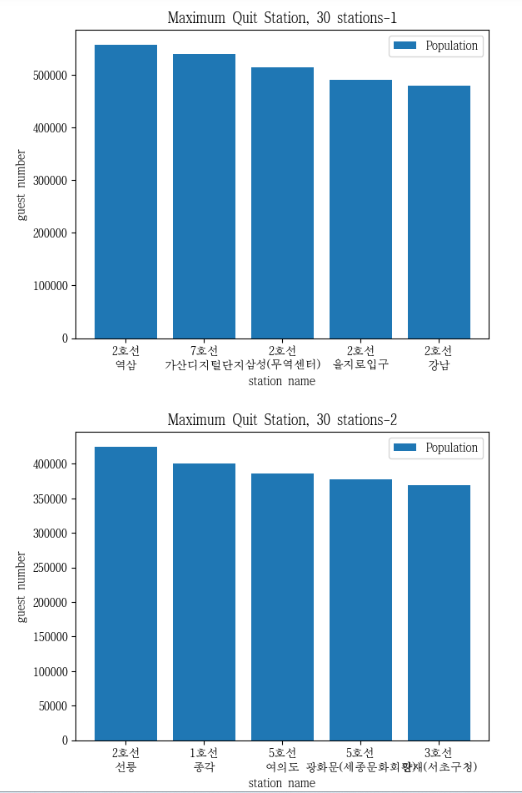 Maximum Quit Station, 30 stations-1
Population
500000
400000
300000
200000
100000
0
guest number
2호선 7호선 2호선 2호선 2호선
역삼 가산디지털단지 삼성(무역센터) 을지로입구 강남
station name
Maximum Quit Station, 30 stations-2
Population
400000
350000
300000
250000
200000
150000
100000
50000
0
guest number
2호선 1호선 5호선 5호선 3호선
선릉 종각 여의도 광화문(세종문화회관) 양재(서초구청)
station name